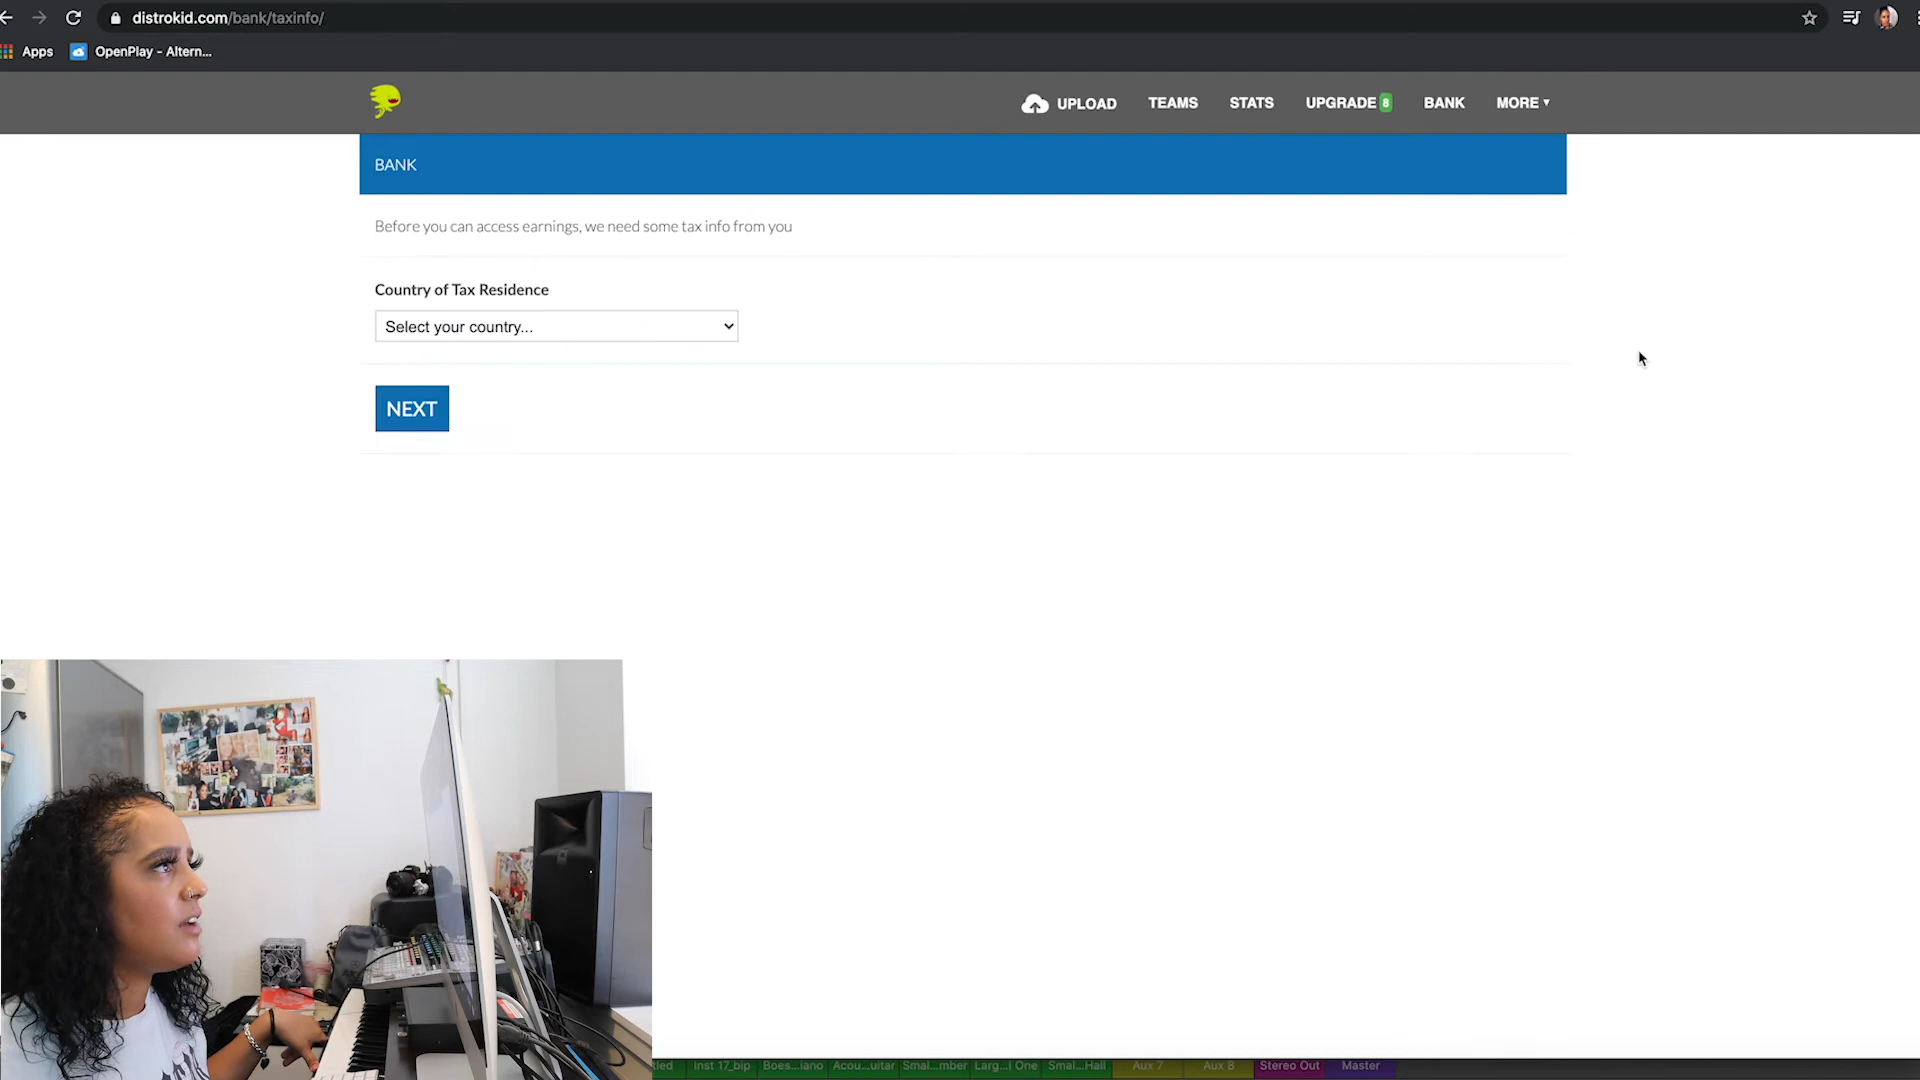 distrokid.com/bank/taxinfo/
Apps
OpenPlay - Altern...
UPLOAD TEAMS STATS UPGRADE 8 BANK MORE ▾
BANK
Before you can access earnings, we need some tax info from you
Country of Tax Residence
Select your country...
NEXT
tled Inst 17_bip Boes...iano Acou...uitar Smal...mber Larg...l One Smal...Hall Aux 7 Aux 8 Stereo Out Master